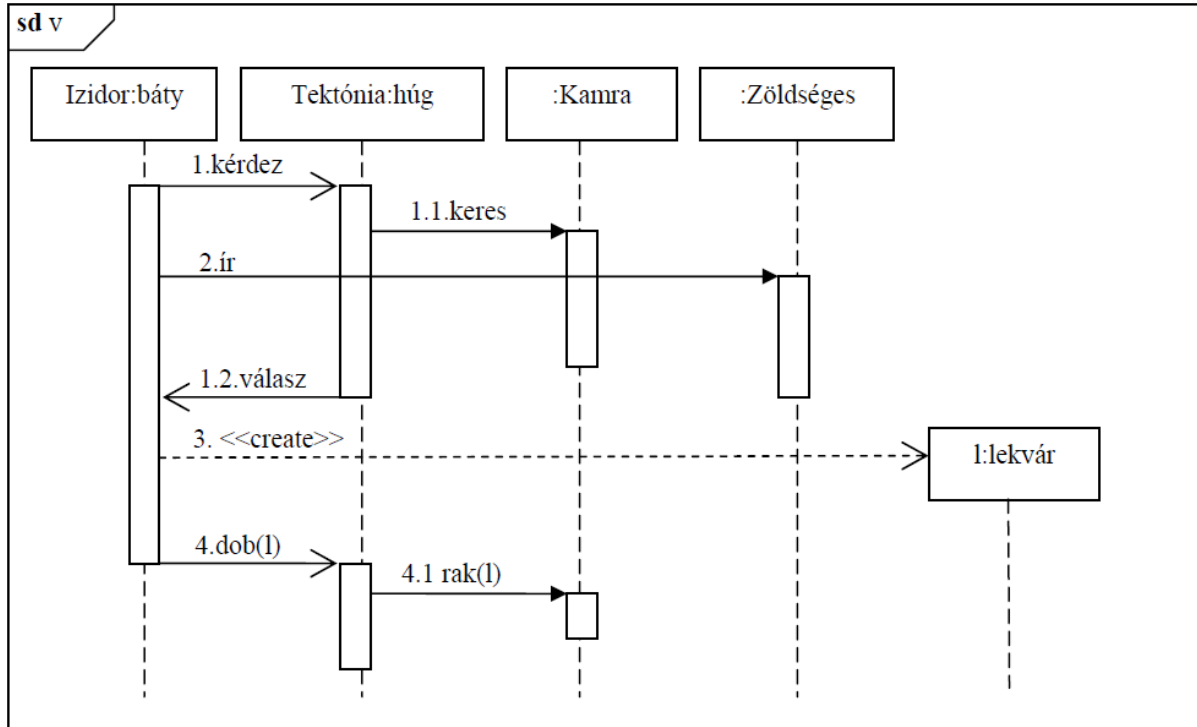 sd v
Izidor:báty
Tektónia:húg
:Kamra
:Zöldséges
1.kérdez
1.1.keres
2.ír
1.2.válasz
3. <<create>>
l:lekvár
4.dob(l)
4.1 rak(l)